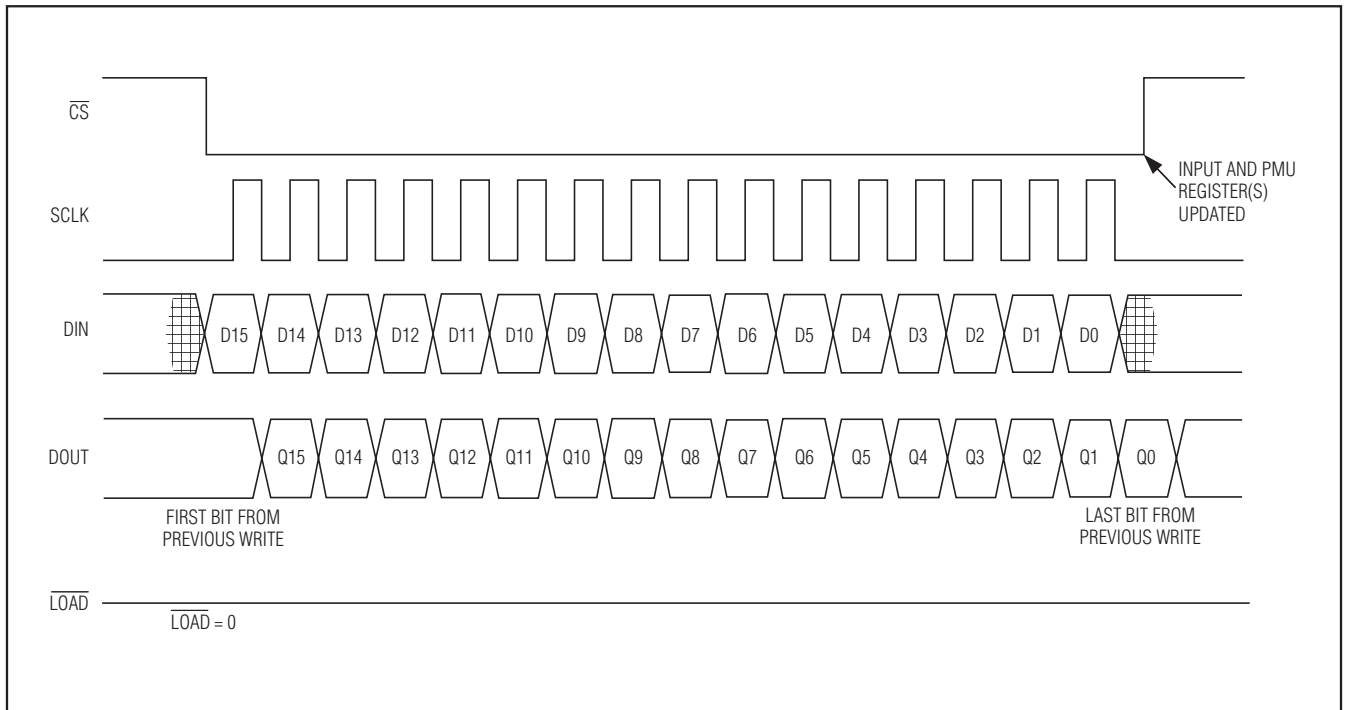 CS
INPUT AND PMU
REGISTER(S)
UPDATED
SCLK
DIN
D15 D14 D13 D12 D11 D10 D9 D8 D7 D6 D5 D4 D3 D2 D1 D0
DOUT
Q15 Q14 Q13 Q12 Q11 Q10 Q9 Q8 Q7 Q6 Q5 Q4 Q3 Q2 Q1 Q0
FIRST BIT FROM
PREVIOUS WRITE
LAST BIT FROM
PREVIOUS WRITE
LOAD
LOAD = 0